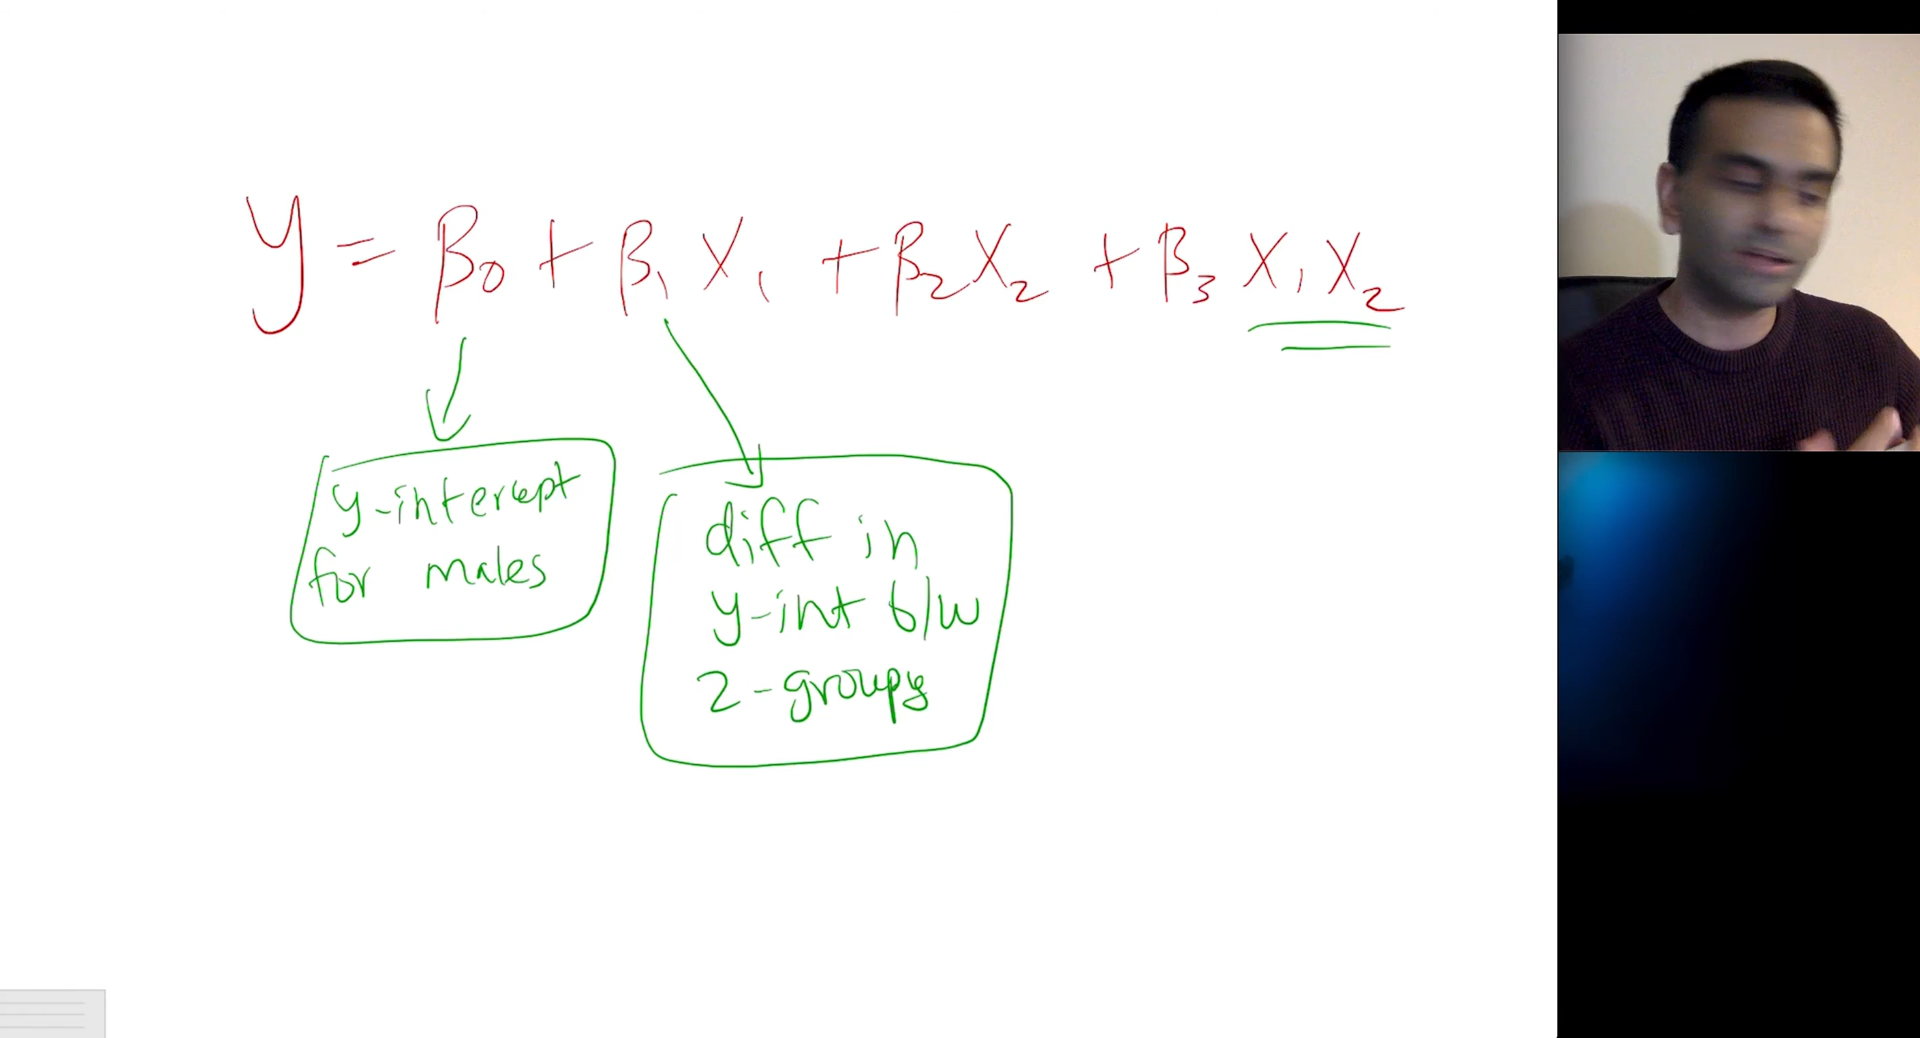 y = β₀ + β₁ X₁ + β₂ X₂ + β₃ X₁ X₂
y-intercept
for males
diff in
y-int b/w
2-groups